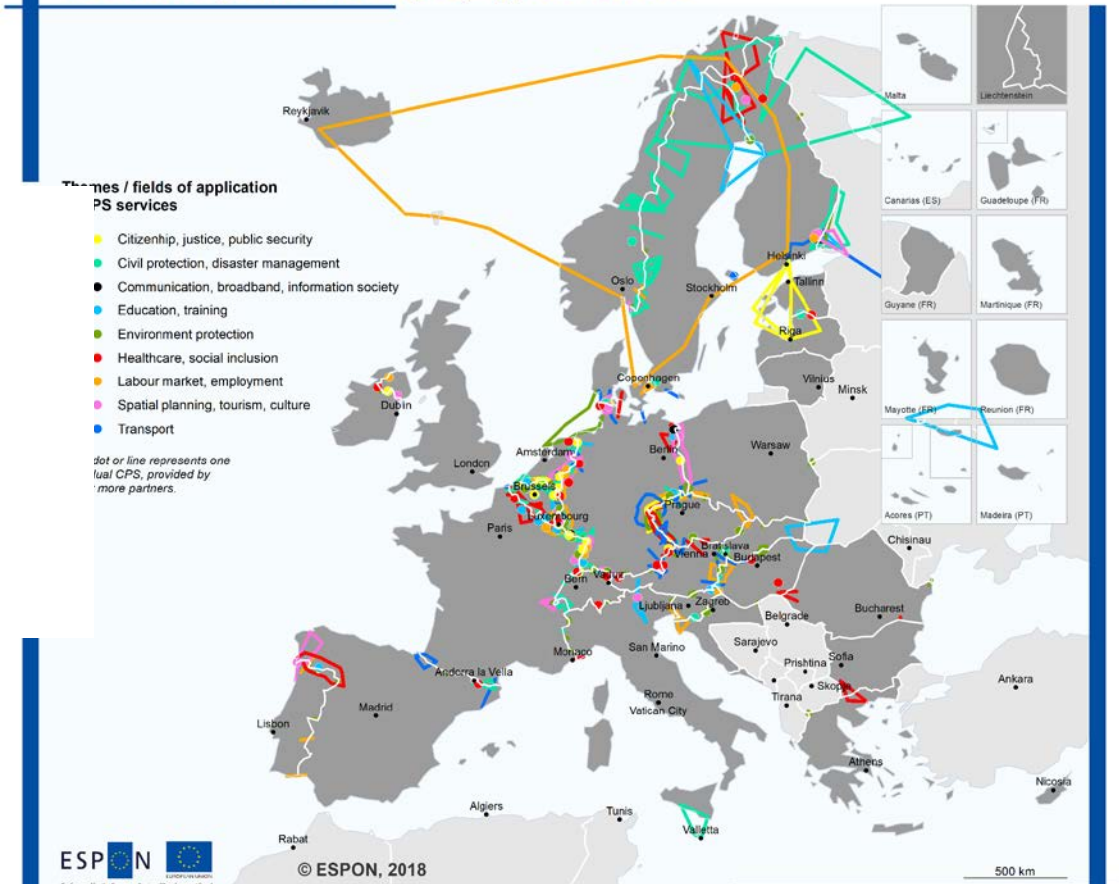 Reykjavik
Themes / fields of application
PS services
Citizenhip, justice, public security
Civil protection, disaster management
Communication, broadband, information society
Education, training
Environment protection
Healthcare, social inclusion
Labour market, employment
Spatial planning, tourism, culture
Transport
dot or line represents one
ual CPS, provided by
more partners.
Malta
Liechtenstein
Canarias (ES)
Guadeloupe (FR)
Guyane (FR)
Martinique (FR)
Mayotte (FR)
Reunion (FR)
Acores (PT)
Madeira (PT)
Helsinki
Oslo
Stockholm
Tallinn
Riga
Copenhagen
Vilnius
Minsk
Dublin
Amsterdam
Berlin
Warsaw
London
Brussels
Luxembourg
Prague
Paris
Chisinau
Vienna
Bratislava
Budapest
Bern
Vaduz
Ljubljana
Zagreb
Belgrade
Bucharest
Monaco
San Marino
Sarajevo
Prishtina
Sofia
Andorra la Vella
Skopje
Ankara
Madrid
Rome
Vatican City
Tirana
Lisbon
Athens
Nicosia
Algiers
Tunis
Valletta
Rabat
ESPON
© ESPON, 2018
500 km